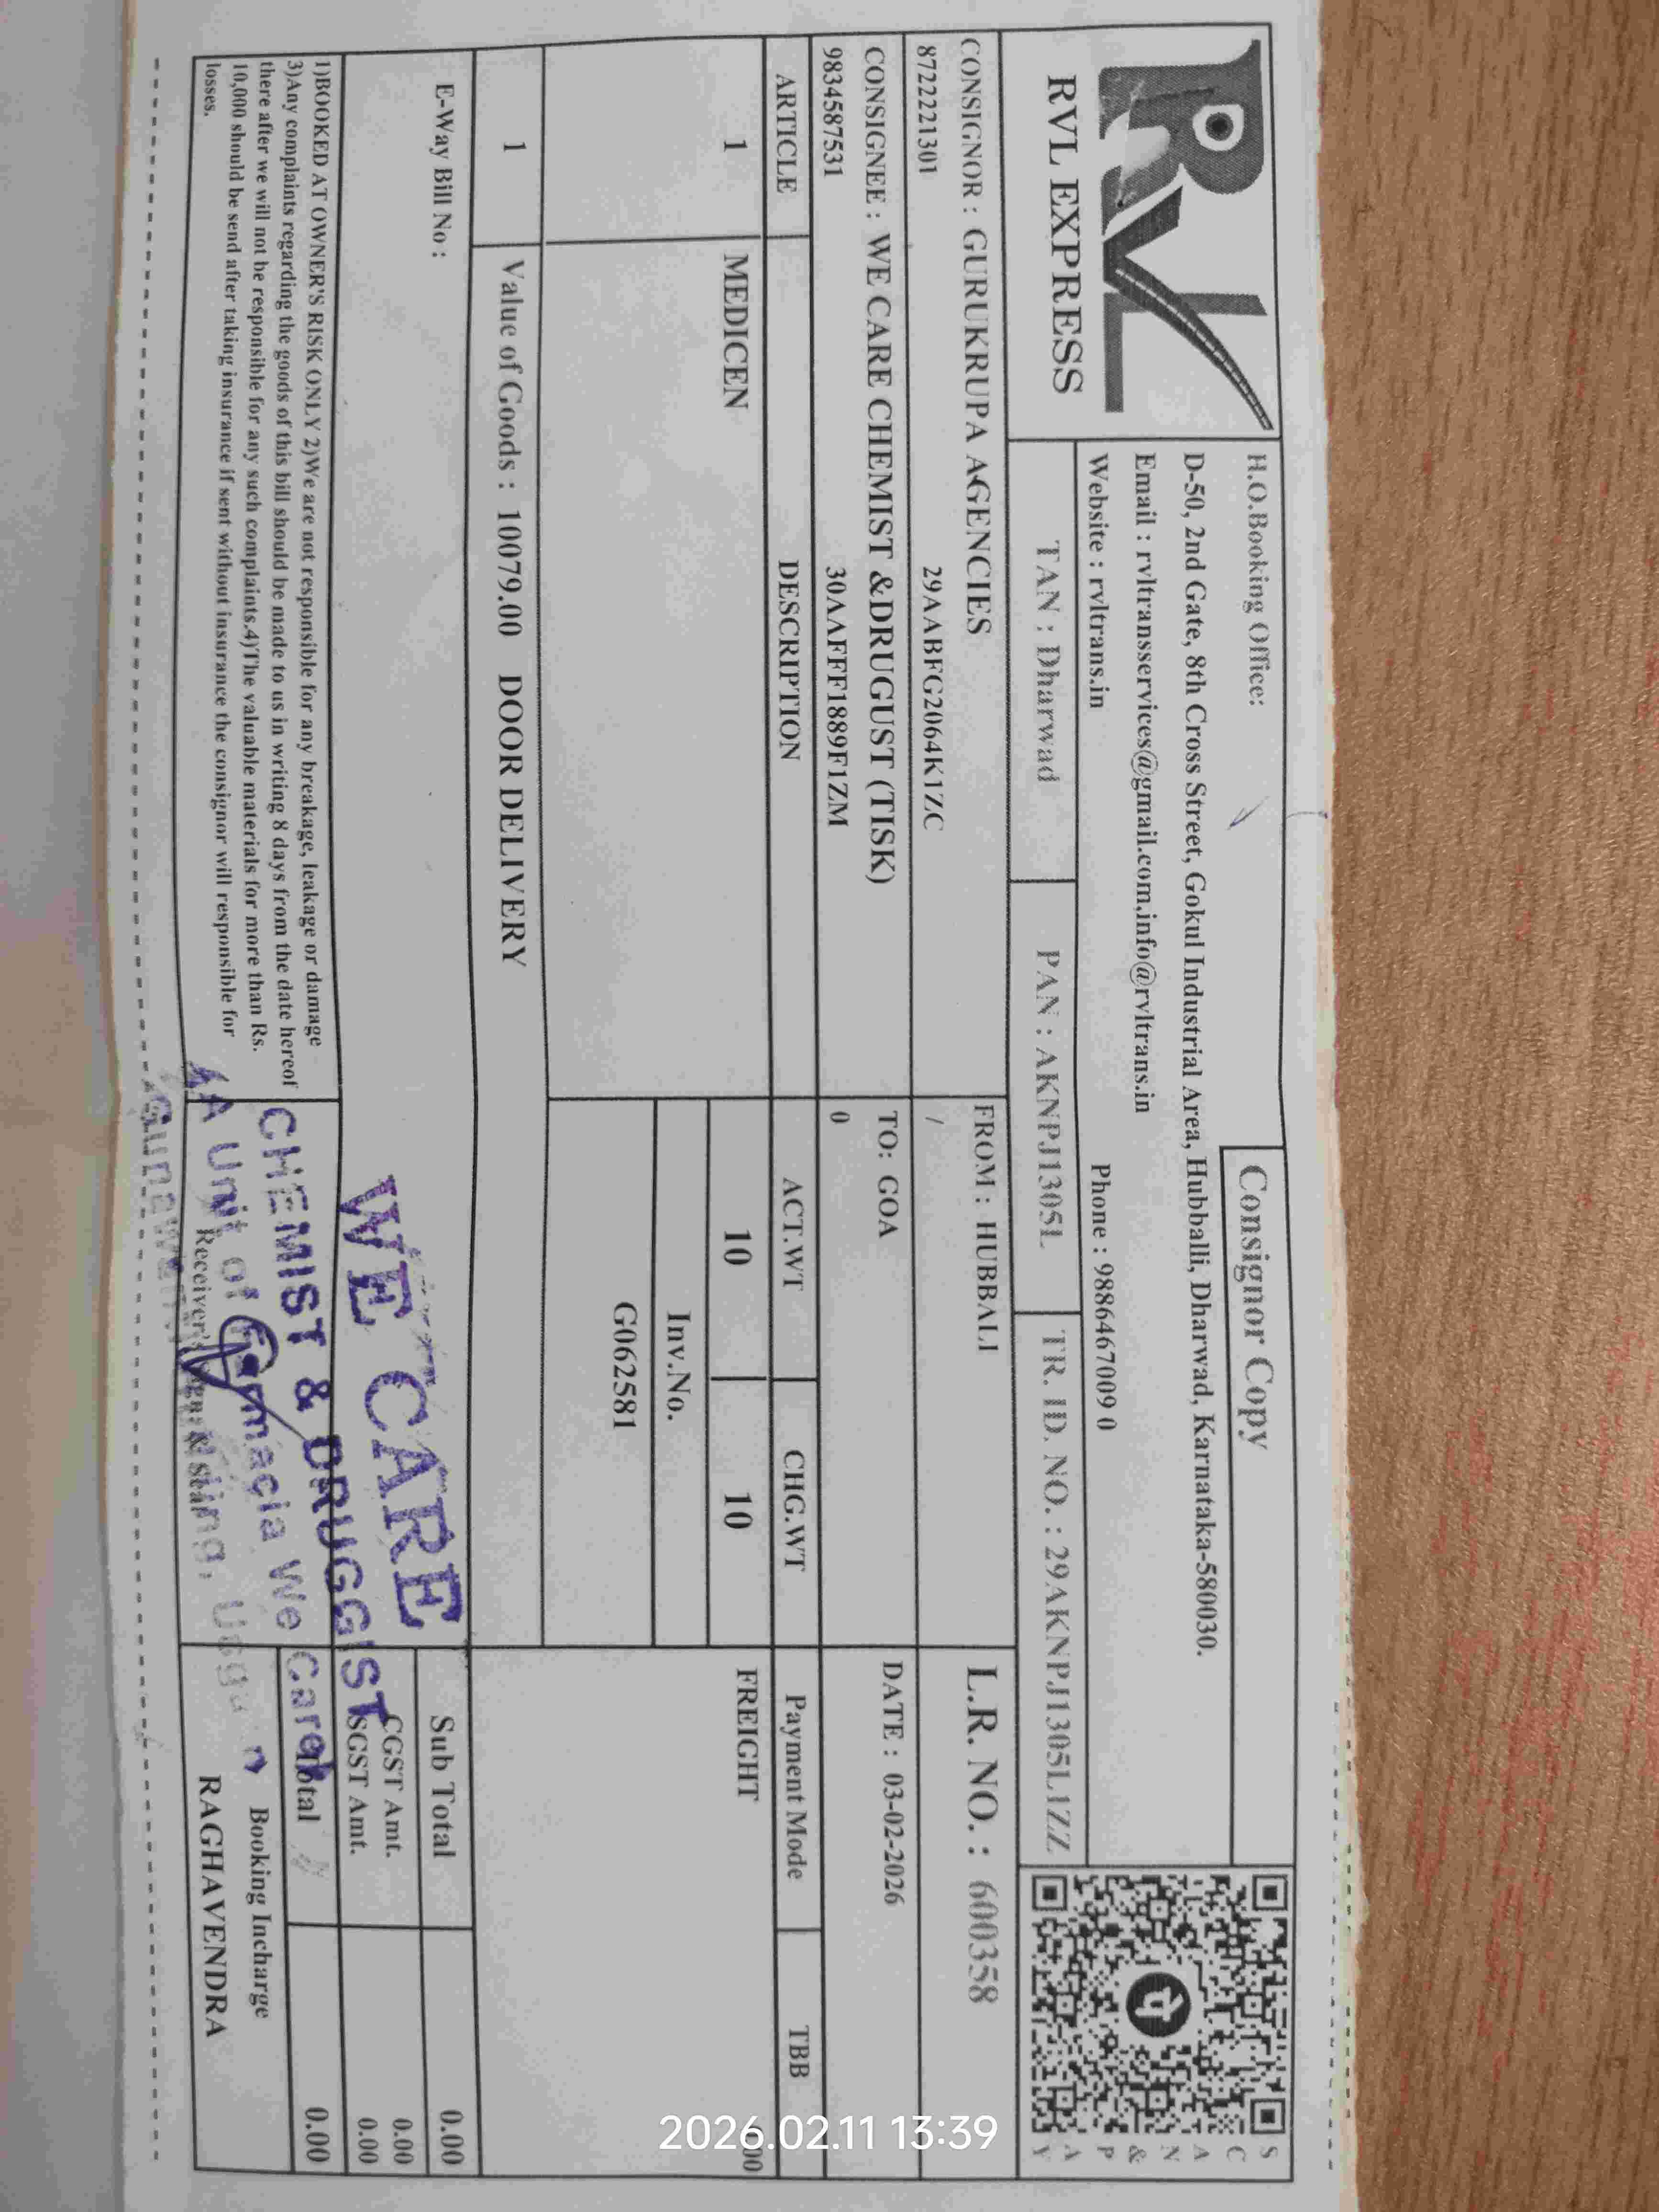 RVL EXPRESS
H.O.Booking Office:
Consignor Copy
D-50, 2nd Gate, 8th Cross Street, Gokul Industrial Area, Hubballi, Dharwad, Karnataka-580030.
Email : rvltransservices@gmail.com,info@rvltrans.in
Website : rvltrans.in Phone : 9886467009 0
SCAN & PAY
TAN : Dharwad PAN : AKNPJ1305L TR. ID. NO. : 29AKNPJ1305L1ZZ
CONSIGNOR : GURUKRUPA AGENCIES FROM : HUBBALI L.R. NO. : 600358
8722221301 29AABFG2064K1ZC /
CONSIGNEE : WE CARE CHEMIST &DRUGUST (TISK) TO: GOA DATE : 03-02-2026
9834587531 30AAFFF1889F1ZM 0
ARTICLE DESCRIPTION ACT.WT CHG.WT Payment Mode TBB
1 MEDICEN 10 10 FREIGHT
Inv.No.
G062581
1 Value of Goods : 10079.00 DOOR DELIVERY
E-Way Bill No :
Sub Total 0.00
CGST Amt. 0.00
SGST Amt. 0.00
Total 0.00
1)BOOKED AT OWNER'S RISK ONLY 2)We are not responsible for any breakage, leakage or damage
3)Any complaints regarding the goods of this bill should be made to us in writing 8 days from the date hereof
there after we will not be responsible for any such complaints.4)The valuable materials for more than Rs.
10,000 should be send after taking insurance if sent without insurance the consignor will responsible for
losses.
WE CARE
CHEMIST & DRUGGIST
A Unit of Farmacia We Care
Receiver's & Seal
Booking Incharge
RAGHAVENDRA
2026.02.11 13:39